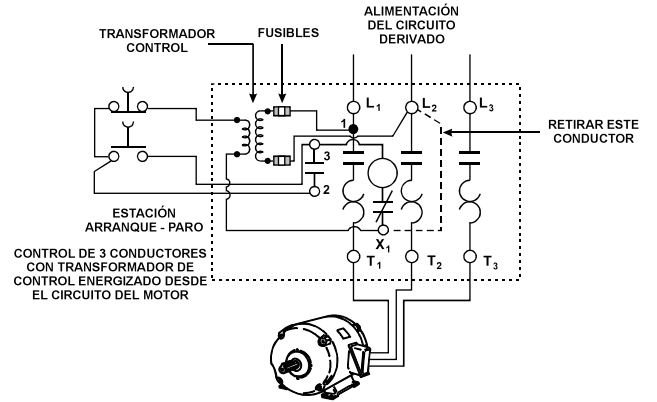 ALIMENTACIÓN
DEL CIRCUITO
DERIVADO
TRANSFORMADOR
CONTROL
FUSIBLES
L1
L2
L3
1
RETIRAR ESTE
CONDUCTOR
3
2
ESTACIÓN
ARRANQUE - PARO
X1
CONTROL DE 3 CONDUCTORES
CON TRANSFORMADOR DE
CONTROL ENERGIZADO DESDE
EL CIRCUITO DEL MOTOR
T1
T2
T3